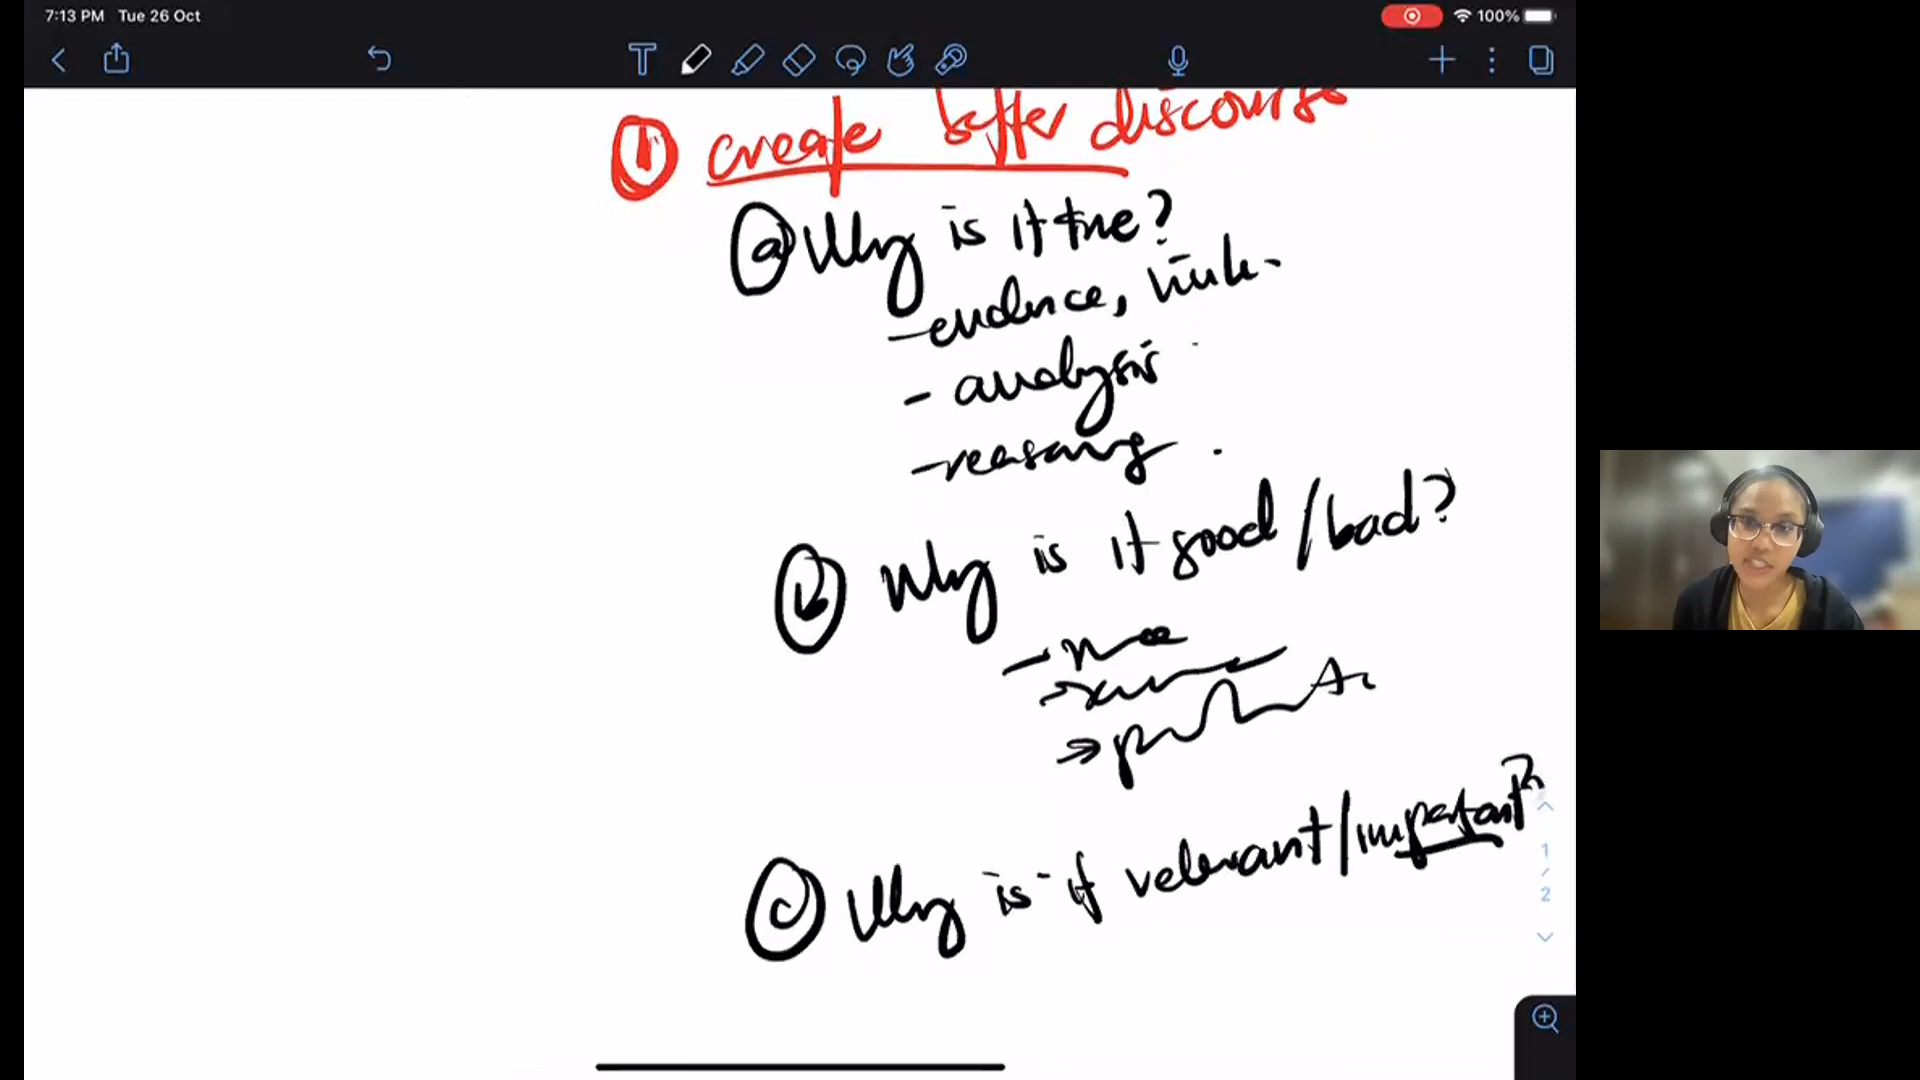 7:13 PM Tue 26 Oct
100%
1 create better discourse
a Why is it true?
- evidence,
- analysis
- reasoning
b Why is it good/bad?
c Why is it relevant/important?
1
/
2